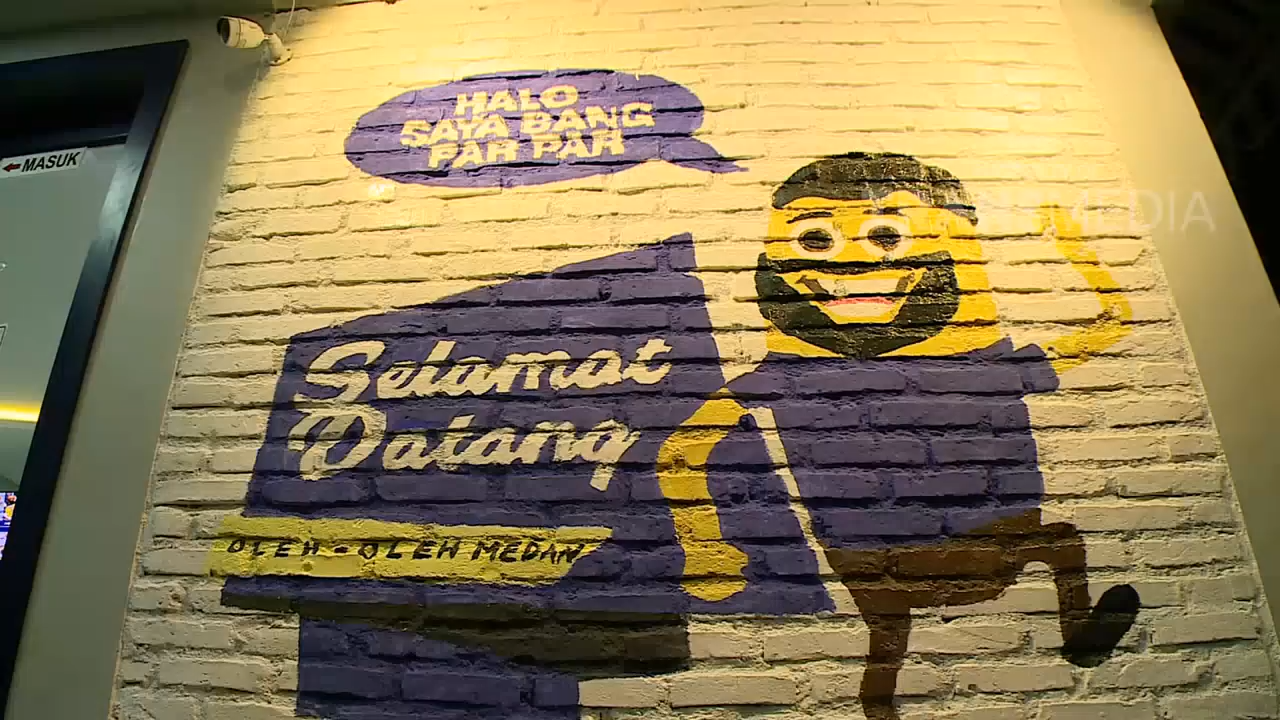 HALO
SAYA BANG
PAR PAR
MASUK
Selamat
Datang
OLEH-OLEH MEDAN